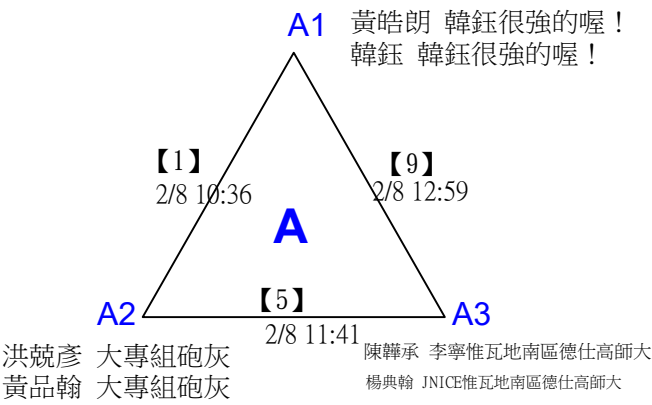 A1
黃皓朗 韓鈺很強的喔！
韓鈺 韓鈺很強的喔！
【1】
2/8 10:36
【9】
2/8 12:59
A
A2
【5】
2/8 11:41
A3
洪兢彥 大專組砲灰
黃品翰 大專組砲灰
陳韡承 李寧惟瓦地南區德仕高師大
楊典翰 JNICE惟瓦地南區德仕高師大